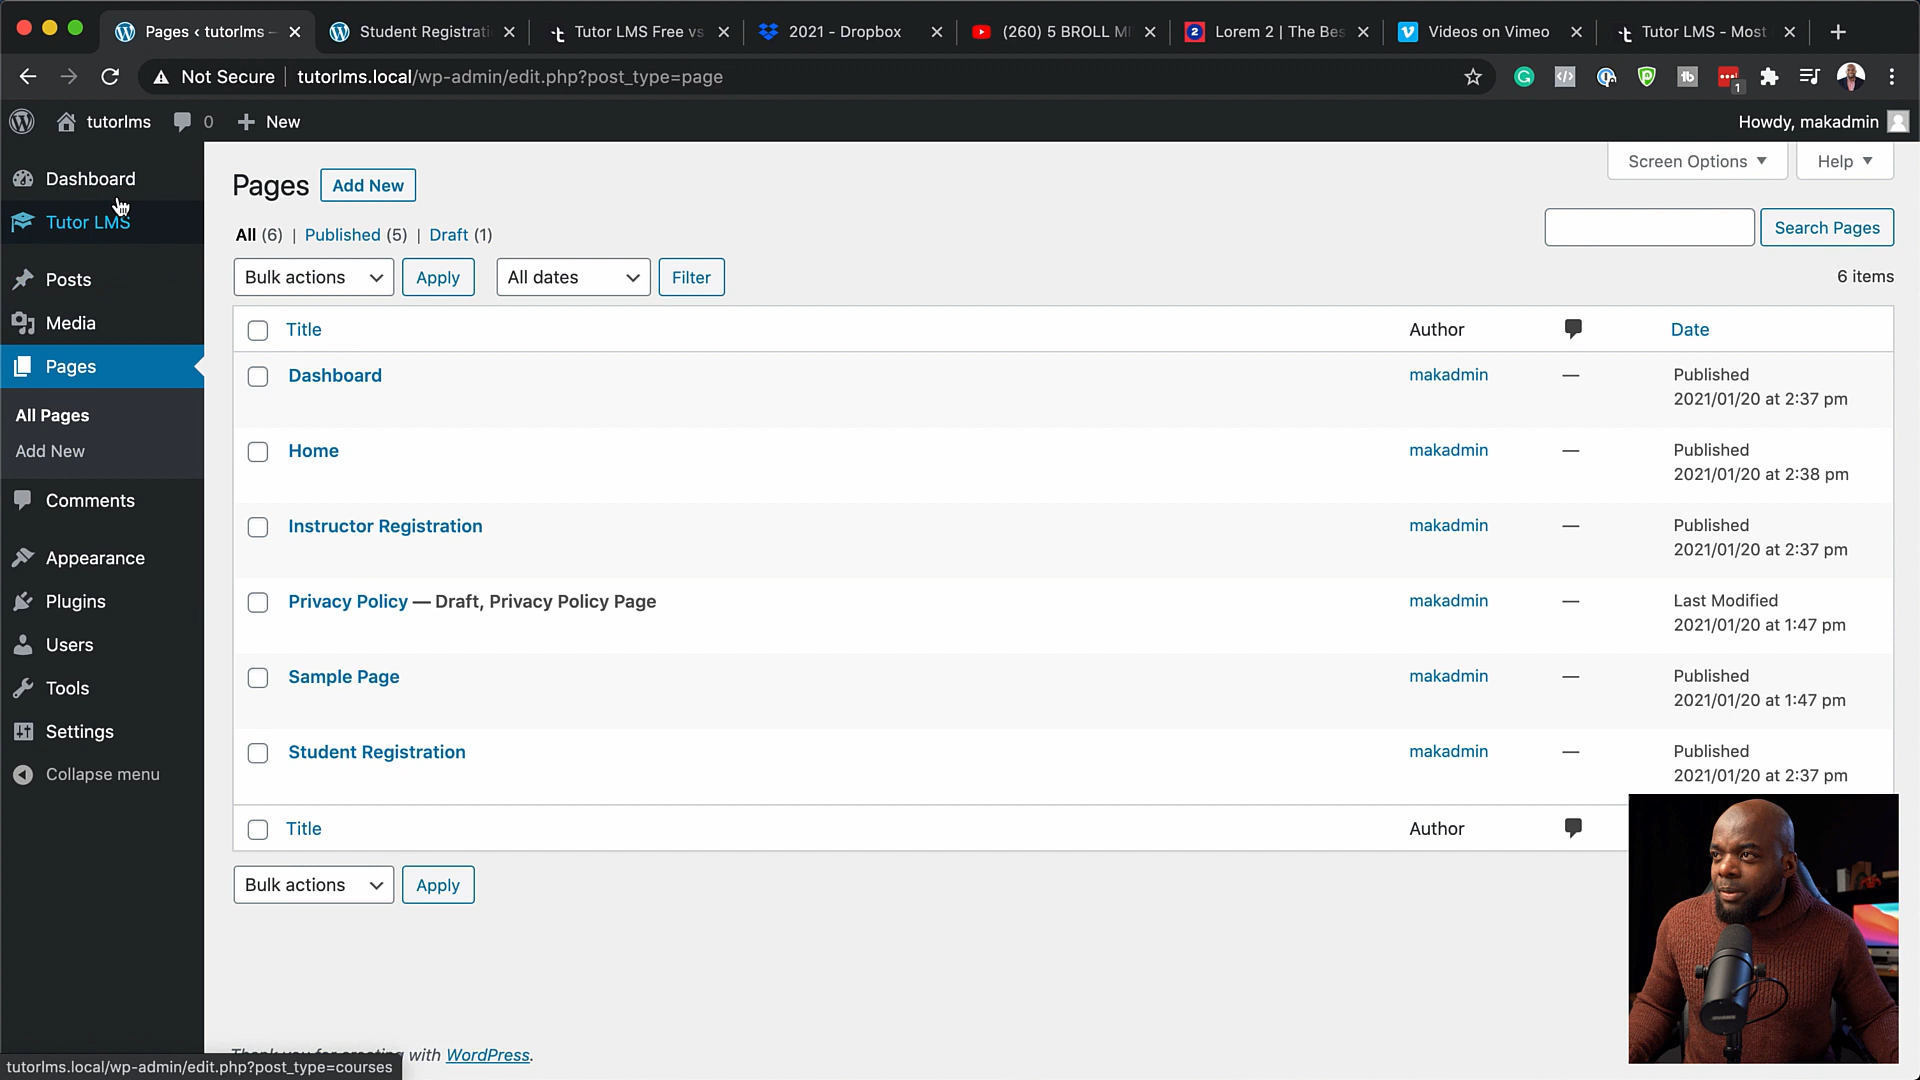 Pages ‹ tutorlms –
Student Registrati
Tutor LMS Free vs
2021 - Dropbox
(260) 5 BROLL MI
2 Lorem 2 | The Bes
Videos on Vimeo
Tutor LMS - Most
Not Secure | tutorlms.local/wp-admin/edit.php?post_type=page
1
tutorlms 0 + New
Howdy, makadmin
Dashboard
Tutor LMS
Posts
Media
Pages
All Pages
Add New
Comments
Appearance
Plugins
Users
Tools
Settings
Collapse menu
Pages Add New
Screen Options ▼ Help ▼
All (6) | Published (5) | Draft (1)
Search Pages
Bulk actions Apply All dates Filter
6 items
Title Author Date
Dashboard makadmin — Published
2021/01/20 at 2:37 pm
Home makadmin — Published
2021/01/20 at 2:38 pm
Instructor Registration makadmin — Published
2021/01/20 at 2:37 pm
Privacy Policy — Draft, Privacy Policy Page makadmin — Last Modified
2021/01/20 at 1:47 pm
Sample Page makadmin — Published
2021/01/20 at 1:47 pm
Student Registration makadmin — Published
2021/01/20 at 2:37 pm
Title Author
Bulk actions Apply
Thank you for creating with WordPress.
tutorlms.local/wp-admin/edit.php?post_type=courses